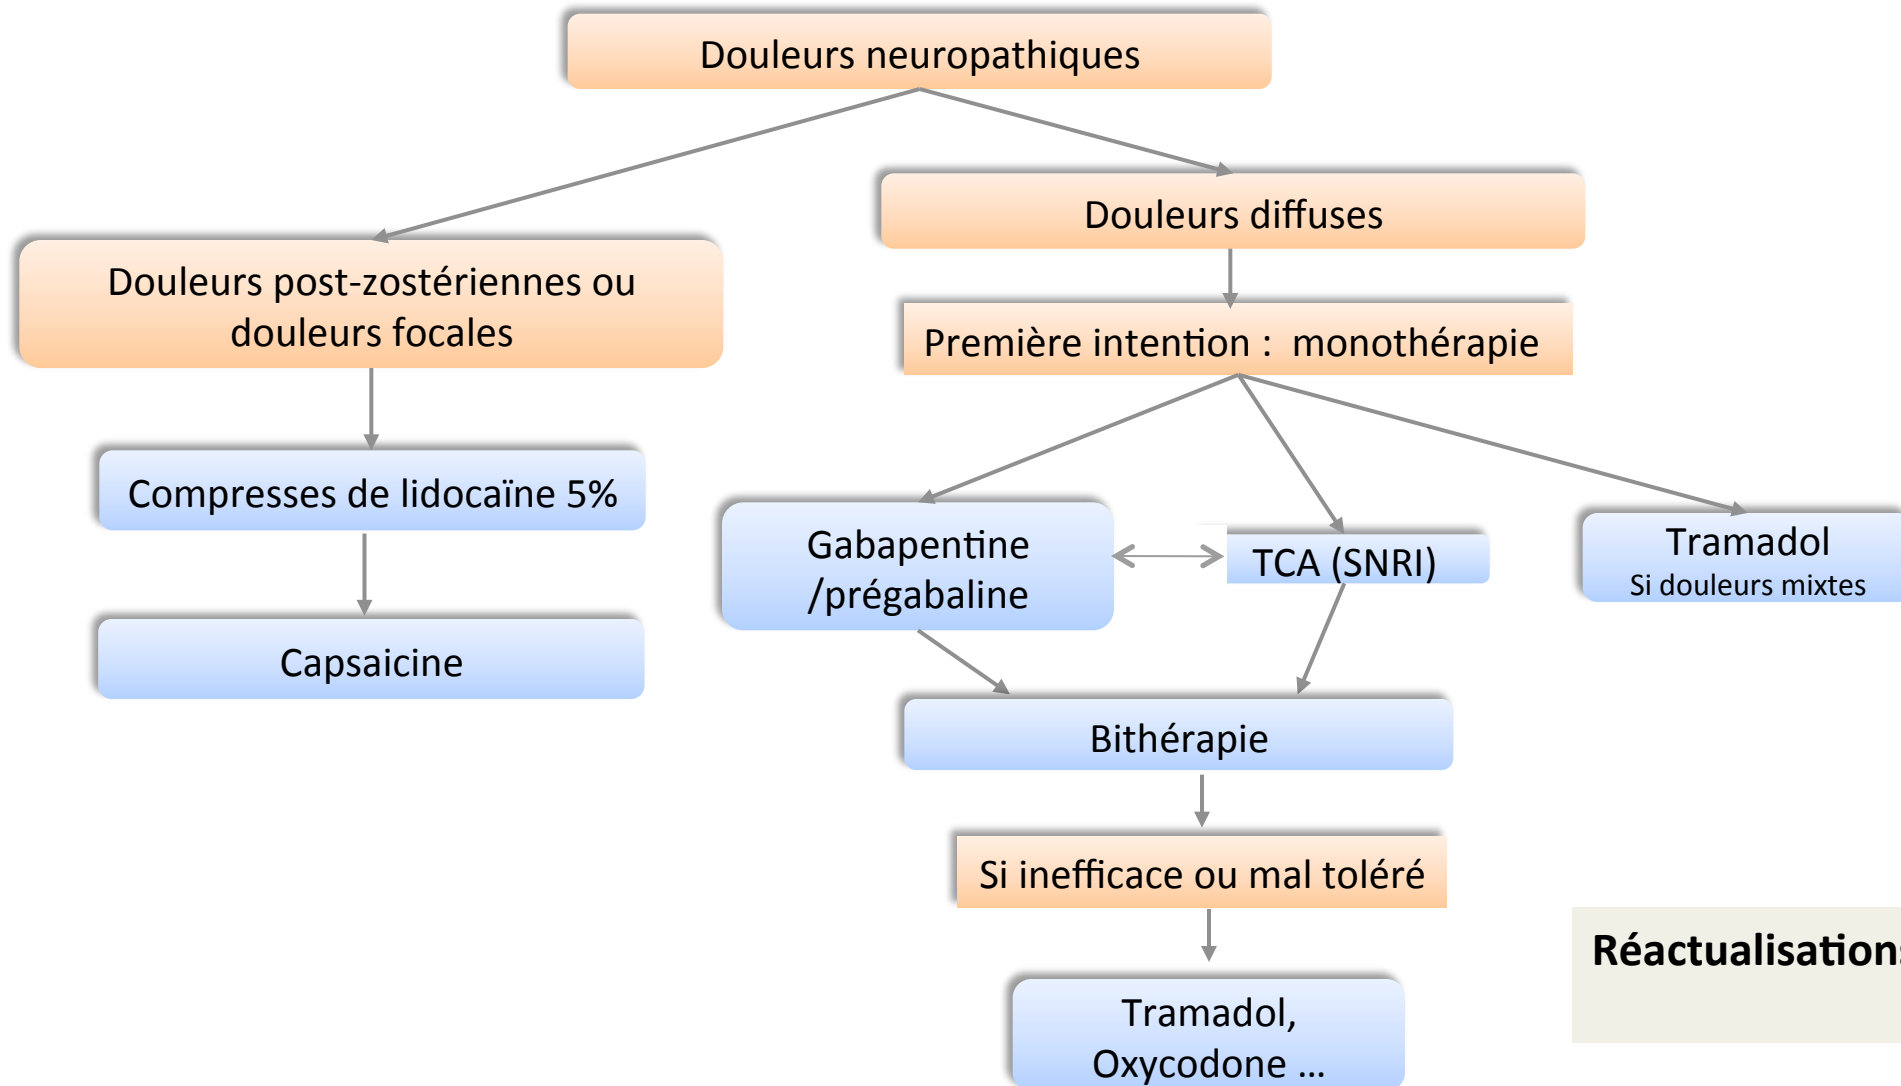 Douleurs neuropathiques
Douleurs diffuses
Douleurs post-zostériennes ou
douleurs focales
Première intention : monothérapie
Compresses de lidocaïne 5%
Gabapentine
/prégabaline
TCA (SNRI)
Tramadol
Si douleurs mixtes
Capsaicine
Bithérapie
Si inefficace ou mal toléré
Réactualisations
Tramadol,
Oxycodone ...